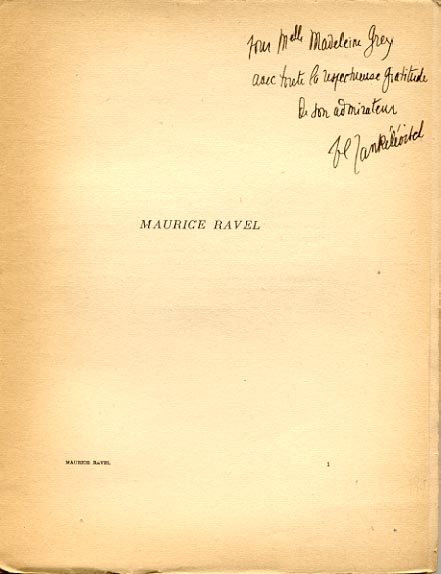 pour Melle Madeleine Grey
avec toute la respectueuse gratitude
de son admirateur
Vl Jankélévitch
MAURICE RAVEL
MAURICE RAVEL 1